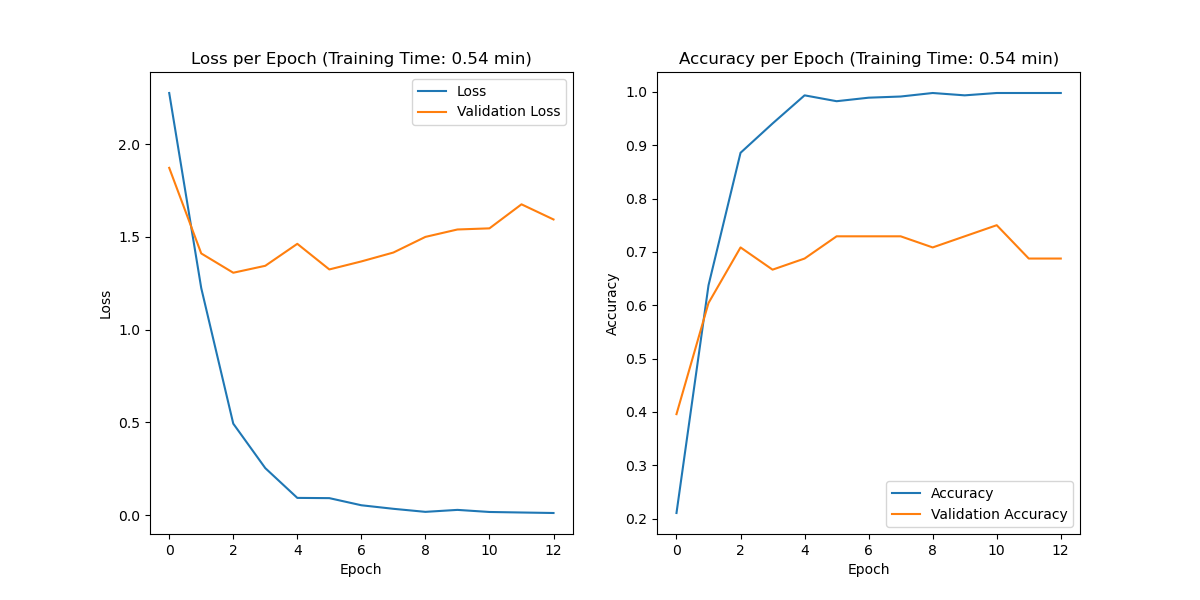 Loss per Epoch (Training Time: 0.54 min)
Loss
Validation Loss
2.0
1.5
1.0
0.5
0.0
Loss
0 2 4 6 8 10 12
Epoch
Accuracy per Epoch (Training Time: 0.54 min)
1.0
0.9
0.8
0.7
0.6
0.5
0.4
0.3
0.2
Accuracy
Accuracy
Validation Accuracy
0 2 4 6 8 10 12
Epoch